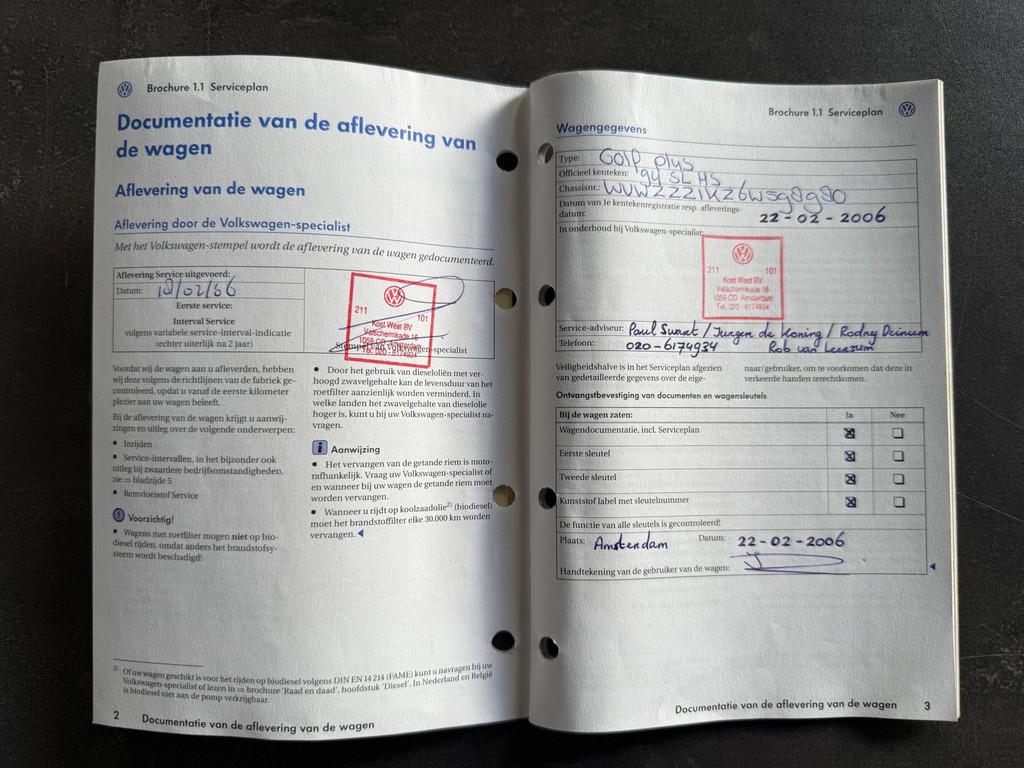 Brochure 1.1 Serviceplan
Documentatie van de aflevering van
de wagen
Aflevering van de wagen
Aflevering door de Volkswagen-specialist
Met het Volkswagen-stempel wordt de aflevering van de wagen gedocumenteerd.
Aflevering Service uitgevoerd:
Datum:
Eerste service:
Interval Service
volgens variabele service-interval-indicatie
(echter uiterlijk na 2 jaar)
211
101
Kost West BV
1059 CD Amsterdam
Tel. 020 - 6174934
Stempel van Volkswagen-specialist
Voordat wij de wagen aan u afleverden, hebben
wij deze volgens de richtlijnen van de fabriek ge-
controleerd, opdat u vanaf de eerste kilometer
plezier aan uw wagen beleeft.
Bij de aflevering van de wagen krijgt u aanwij-
zingen en uitleg over de volgende onderwerpen:
• Inrijden
• Service-intervallen, in het bijzonder ook
uitleg bij zwaardere bedrijfsomstandigheden,
zie ⇒ bladzijde 5
• Remvloeistof Service
Voorzichtig!
• Wagens met roetfilter mogen niet op bio-
diesel rijden, omdat anders het brandstofsy-
steem wordt beschadigd!
• Door het gebruik van dieseloliën met ver-
hoogd zwavelgehalte kan de levensduur van het
roetfilter aanzienlijk worden verminderd. In
welke landen het zwavelgehalte van dieselolie
hoger is, kunt u bij uw Volkswagen-specialist na-
vragen.
i Aanwijzing
• Het vervangen van de getande riem is moto-
rafhankelijk. Vraag uw Volkswagen-specialist of
en wanneer bij uw wagen de getande riem moet
worden vervangen.
• Wanneer u rijdt op koolzaadolie²⁾ (biodiesel)
moet het brandstoffilter elke 30.000 km worden
vervangen. ◄
²⁾ Of uw wagen geschikt is voor het rijden op biodiesel volgens DIN EN 14 214 (FAME) kunt u navragen bij uw
Volkswagen-specialist of lezen in ⇒ brochure 'Raad en daad', hoofdstuk 'Diesel'. In Nederland en België
is biodiesel niet aan de pomp verkrijgbaar.
2 Documentatie van de aflevering van de wagen
Brochure 1.1 Serviceplan
Wagengegevens
Type: Golf plus
Officieel kenteken: 94 SL HS
Chassisnr.:
Datum van 1e kentekenregistratie resp. afleverings-
datum: 22-02-2006
In onderhoud bij Volkswagen-specialist:
211
101
Kost West BV
1059 CD Amsterdam
Tel. 020 - 6174934
Service-adviseur: Paul / Jurgen de Koning / Rodny
Telefoon: 020-6174934 Rob van
Veiligheidshalve is in het Serviceplan afgezien
van gedetailleerde gegevens over de eige-
naar/gebruiker, om te voorkomen dat deze in
verkeerde handen terechtkomen.
Ontvangstbevestiging van documenten en wagensleutels
Bij de wagen zaten: Ja Nee
Wagendocumentatie, incl. Serviceplan
Eerste sleutel
Tweede sleutel
Kunststof label met sleutelnummer
De functie van alle sleutels is gecontroleerd!
Plaats: Amsterdam Datum: 22-02-2006
Handtekening van de gebruiker van de wagen:
Documentatie van de aflevering van de wagen 3